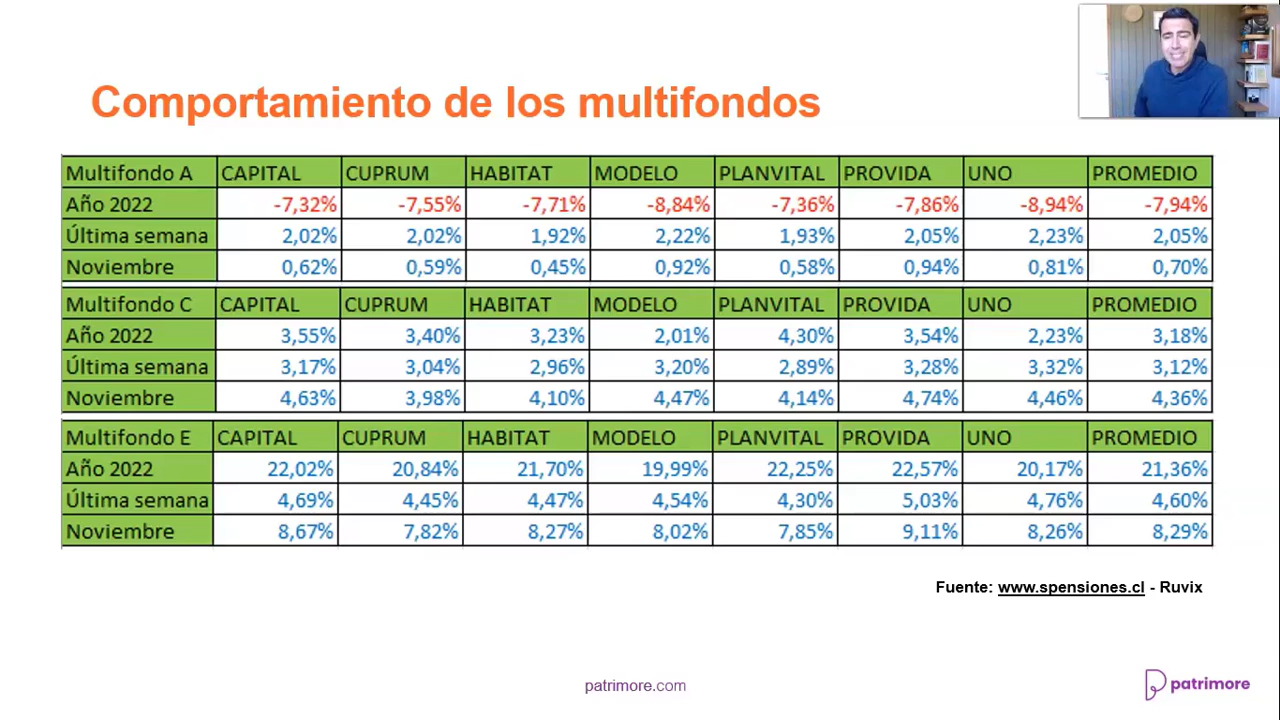 Comportamiento de los multifondos
Multifondo A CAPITAL CUPRUM HABITAT MODELO PLANVITAL PROVIDA UNO PROMEDIO
Año 2022 -7,32% -7,55% -7,71% -8,84% -7,36% -7,86% -8,94% -7,94%
Última semana 2,02% 2,02% 1,92% 2,22% 1,93% 2,05% 2,23% 2,05%
Noviembre 0,62% 0,59% 0,45% 0,92% 0,58% 0,94% 0,81% 0,70%
Multifondo C CAPITAL CUPRUM HABITAT MODELO PLANVITAL PROVIDA UNO PROMEDIO
Año 2022 3,55% 3,40% 3,23% 2,01% 4,30% 3,54% 2,23% 3,18%
Última semana 3,17% 3,04% 2,96% 3,20% 2,89% 3,28% 3,32% 3,12%
Noviembre 4,63% 3,98% 4,10% 4,47% 4,14% 4,74% 4,46% 4,36%
Multifondo E CAPITAL CUPRUM HABITAT MODELO PLANVITAL PROVIDA UNO PROMEDIO
Año 2022 22,02% 20,84% 21,70% 19,99% 22,25% 22,57% 20,17% 21,36%
Última semana 4,69% 4,45% 4,47% 4,54% 4,30% 5,03% 4,76% 4,60%
Noviembre 8,67% 7,82% 8,27% 8,02% 7,85% 9,11% 8,26% 8,29%
Fuente: www.spensiones.cl - Ruvix
patrimore.com
patrimore